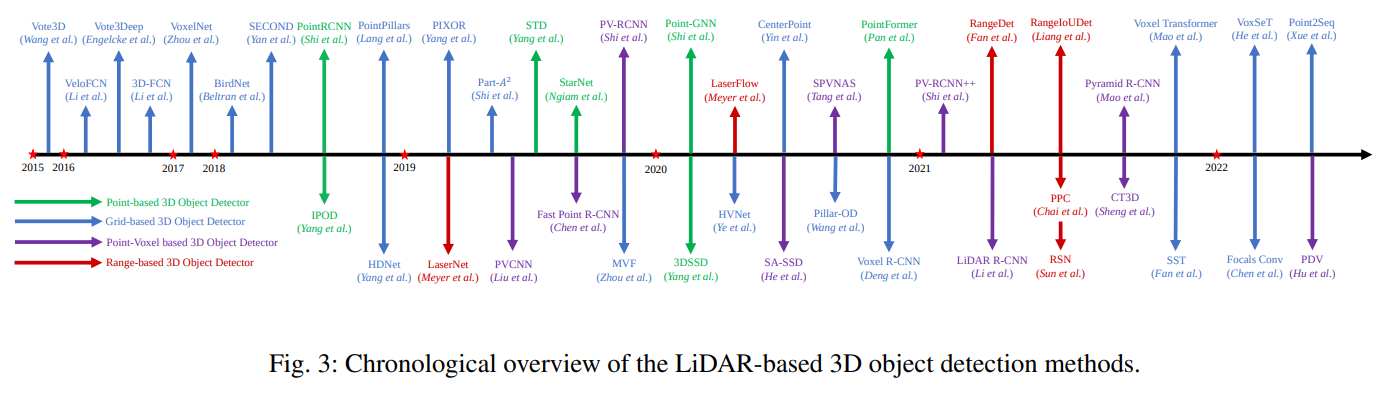 Vote3D
(Wang et al.)
Vote3Deep
(Engelcke et al.)
VoxelNet
(Zhou et al.)
SECOND
(Yan et al.)
PointRCNN
(Shi et al.)
PointPillars
(Lang et al.)
PIXOR
(Yang et al.)
STD
(Yang et al.)
PV-RCNN
(Shi et al.)
Point-GNN
(Shi et al.)
CenterPoint
(Yin et al.)
PointFormer
(Pan et al.)
RangeDet
(Fan et al.)
RangeIoUDet
(Liang et al.)
Voxel Transformer
(Mao et al.)
VoxSeT
(He et al.)
Point2Seq
(Xue et al.)
VeloFCN
(Li et al.)
3D-FCN
(Li et al.)
BirdNet
(Beltran et al.)
Part-A²
(Shi et al.)
StarNet
(Ngiam et al.)
LaserFlow
(Meyer et al.)
SPVNAS
(Tang et al.)
PV-RCNN++
(Shi et al.)
Pyramid R-CNN
(Mao et al.)
2015 2016 2017 2018 2019 2020 2021 2022
Point-based 3D Object Detector
Grid-based 3D Object Detector
Point-Voxel based 3D Object Detector
Range-based 3D Object Detector
IPOD
(Yang et al.)
Fast Point R-CNN
(Chen et al.)
HVNet
(Ye et al.)
Pillar-OD
(Wang et al.)
PPC
(Chai et al.)
CT3D
(Sheng et al.)
HDNet
(Yang et al.)
LaserNet
(Meyer et al.)
PVCNN
(Liu et al.)
MVF
(Zhou et al.)
3DSSD
(Yang et al.)
SA-SSD
(He et al.)
Voxel R-CNN
(Deng et al.)
LiDAR R-CNN
(Li et al.)
RSN
(Sun et al.)
SST
(Fan et al.)
Focals Conv
(Chen et al.)
PDV
(Hu et al.)
Fig. 3: Chronological overview of the LiDAR-based 3D object detection methods.